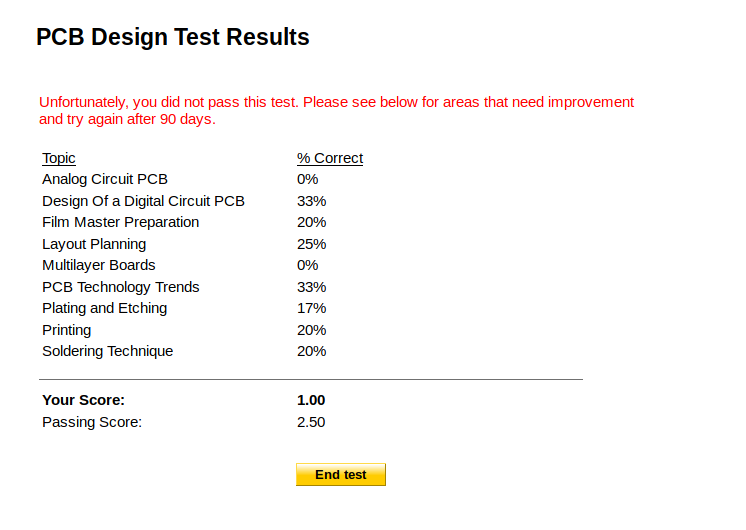 PCB Design Test Results
Unfortunately, you did not pass this test. Please see below for areas that need improvement
and try again after 90 days.
Topic % Correct
Analog Circuit PCB 0%
Design Of a Digital Circuit PCB 33%
Film Master Preparation 20%
Layout Planning 25%
Multilayer Boards 0%
PCB Technology Trends 33%
Plating and Etching 17%
Printing 20%
Soldering Technique 20%
Your Score: 1.00
Passing Score: 2.50
End test